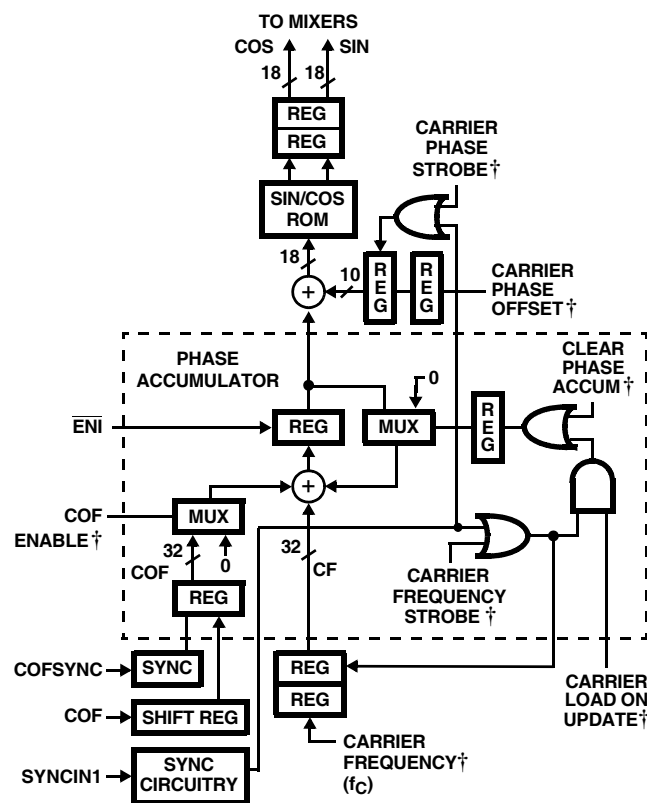 TO MIXERS
COS SIN
18 18
REG
REG
CARRIER
PHASE
STROBE†
SIN/COS
ROM
18
10
REG
REG
CARRIER
PHASE
OFFSET†
+
PHASE
ACCUMULATOR
0
CLEAR
PHASE
ACCUM†
ENI
REG
MUX
REG
+
COF
ENABLE†
MUX
32
COF
0
32
CF
REG
CARRIER
FREQUENCY
STROBE†
COFSYNC
SYNC
REG
REG
COF
SHIFT REG
CARRIER
LOAD ON
UPDATE†
SYNCIN1
SYNC
CIRCUITRY
CARRIER
FREQUENCY†
(fC)